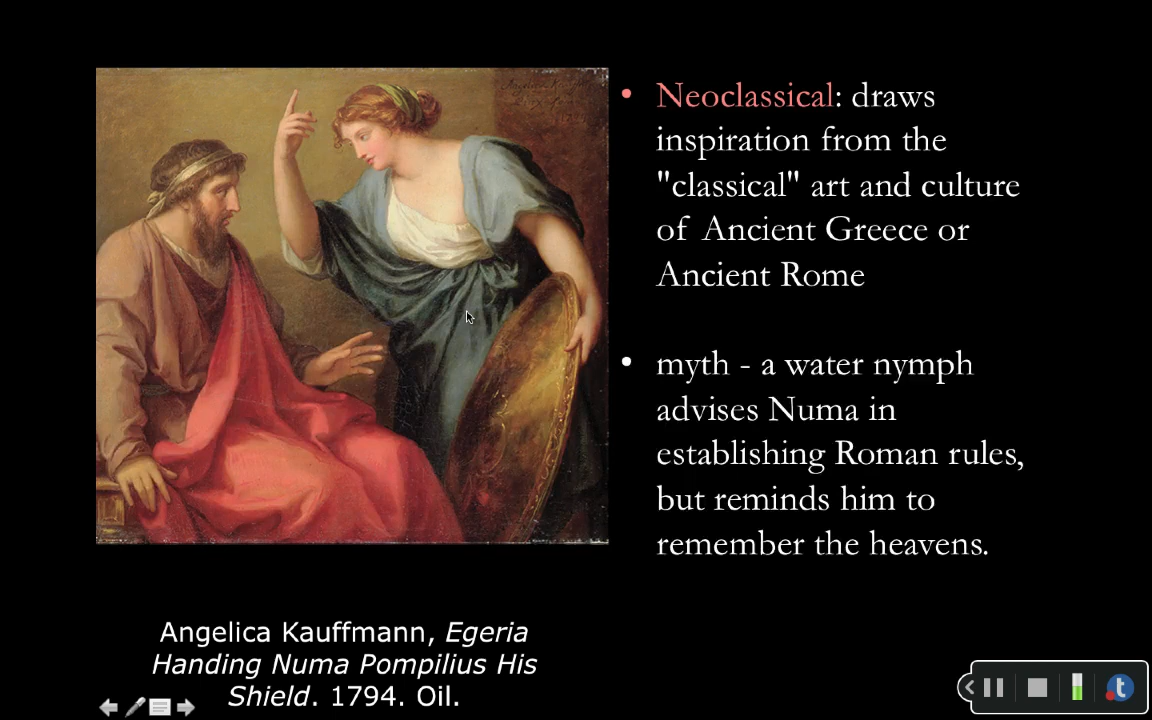 • Neoclassical: draws
inspiration from the
"classical" art and culture
of Ancient Greece or
Ancient Rome
• myth - a water nymph
advises Numa in
establishing Roman rules,
but reminds him to
remember the heavens.
Angelica Kauffmann, Egeria
Handing Numa Pompilius His
Shield. 1794. Oil.
t